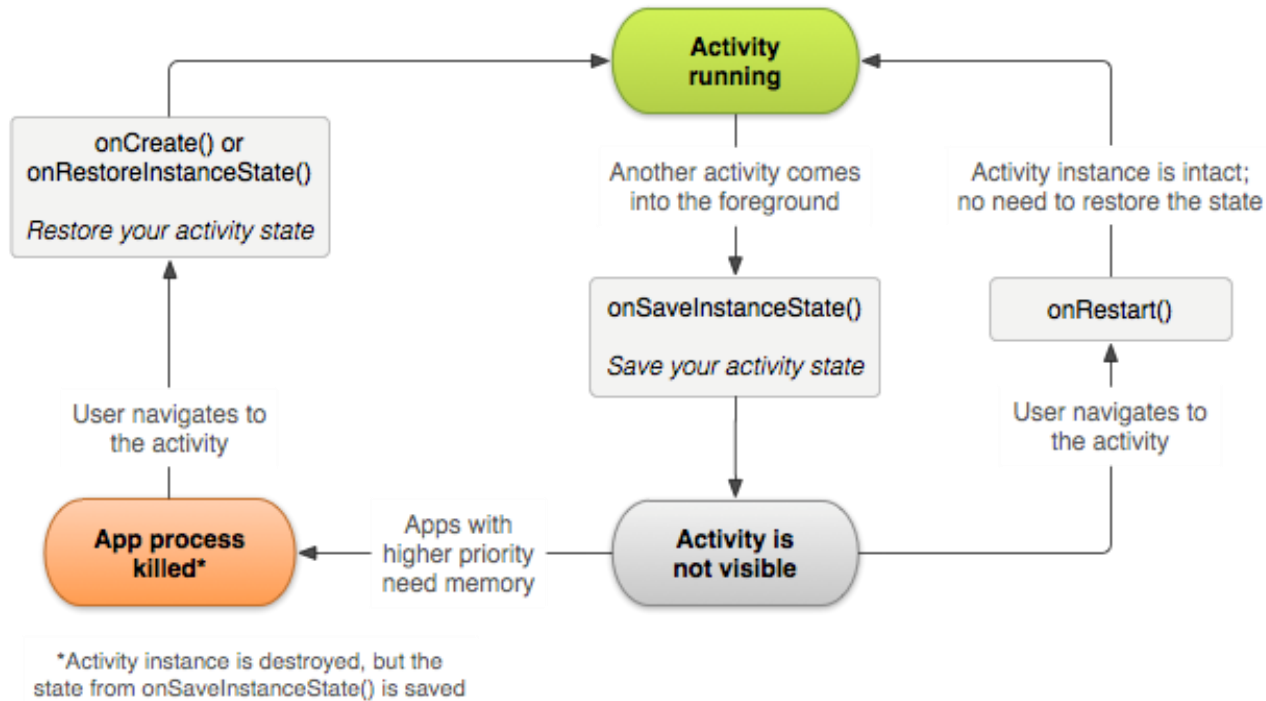 Activity
running
onCreate() or
onRestoreInstanceState()
Restore your activity state
Another activity comes
into the foreground
Activity instance is intact;
no need to restore the state
onSaveInstanceState()
Save your activity state
onRestart()
User navigates to
the activity
User navigates to
the activity
App process
killed*
Apps with
higher priority
need memory
Activity is
not visible
*Activity instance is destroyed, but the
state from onSaveInstanceState() is saved